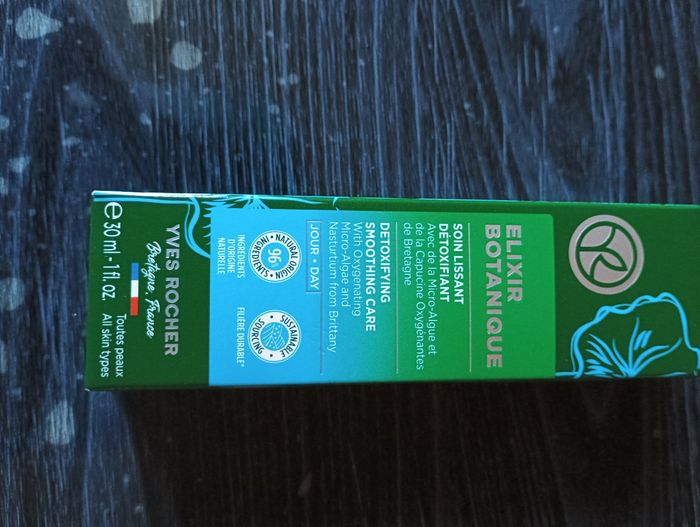 ELIXIR
BOTANIQUE
SOIN LISSANT
DÉTOXIFIANT
Avec de la Micro-Algue et
de la Capucine Oxygénantes
de Bretagne
DETOXIFYING
SMOOTHING CARE
With Oxygenating
Micro-Algae and
Nasturtium from Brittany
JOUR • DAY
NATURAL ORIGIN • INGREDIENTS •
96
INGRÉDIENTS
D'ORIGINE
NATURELLE
SUSTAINABLE
SOURCING
FILIÈRE DURABLE*
YVES ROCHER
Bretagne, France
℮ 30 ml - 1 fl. OZ.
Toutes peaux
All skin types